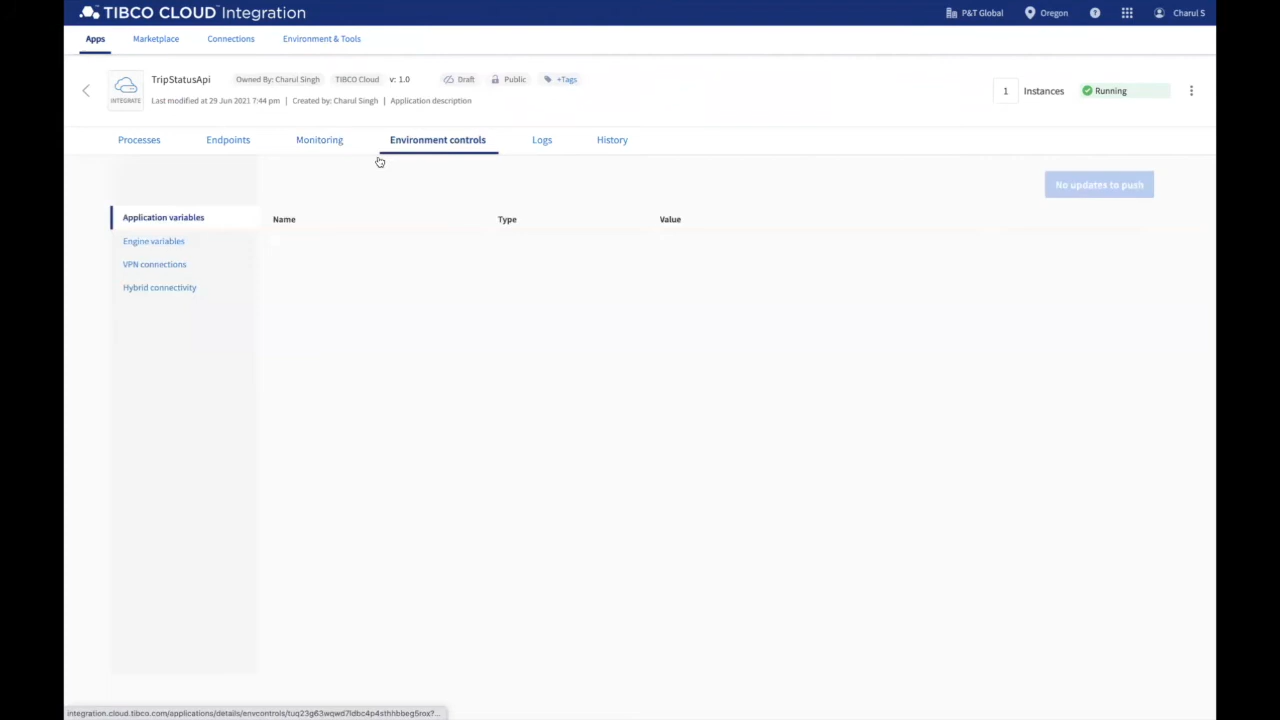 TIBCO CLOUD™ Integration
P&T Global
Oregon
?
Charul S
Apps
Marketplace
Connections
Environment & Tools
INTEGRATE
TripStatusApi
Owned By: Charul Singh
TIBCO Cloud
v: 1.0
Draft
Public
+Tags
Last modified at 29 Jun 2021 7:44 pm | Created by: Charul Singh | Application description
1
Instances
Running
Processes
Endpoints
Monitoring
Environment controls
Logs
History
No updates to push
Application variables
Engine variables
VPN connections
Hybrid connectivity
Name
Type
Value
integration.cloud.tibco.com/applications/details/envcontrols/tuq23g63wqwd7ldbc4p4sthhbbeg5rox?...